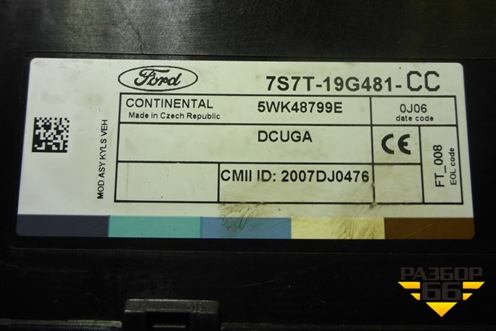 Ford
7S7T-19G481-CC
CONTINENTAL
Made in Czech Republic
5WK48799E
0J06
date code
DCUGA
CE
CMII ID: 2007DJ0476
FT_008
EOL code
MOD ASY KYLS VEH
РАЗБОР
66